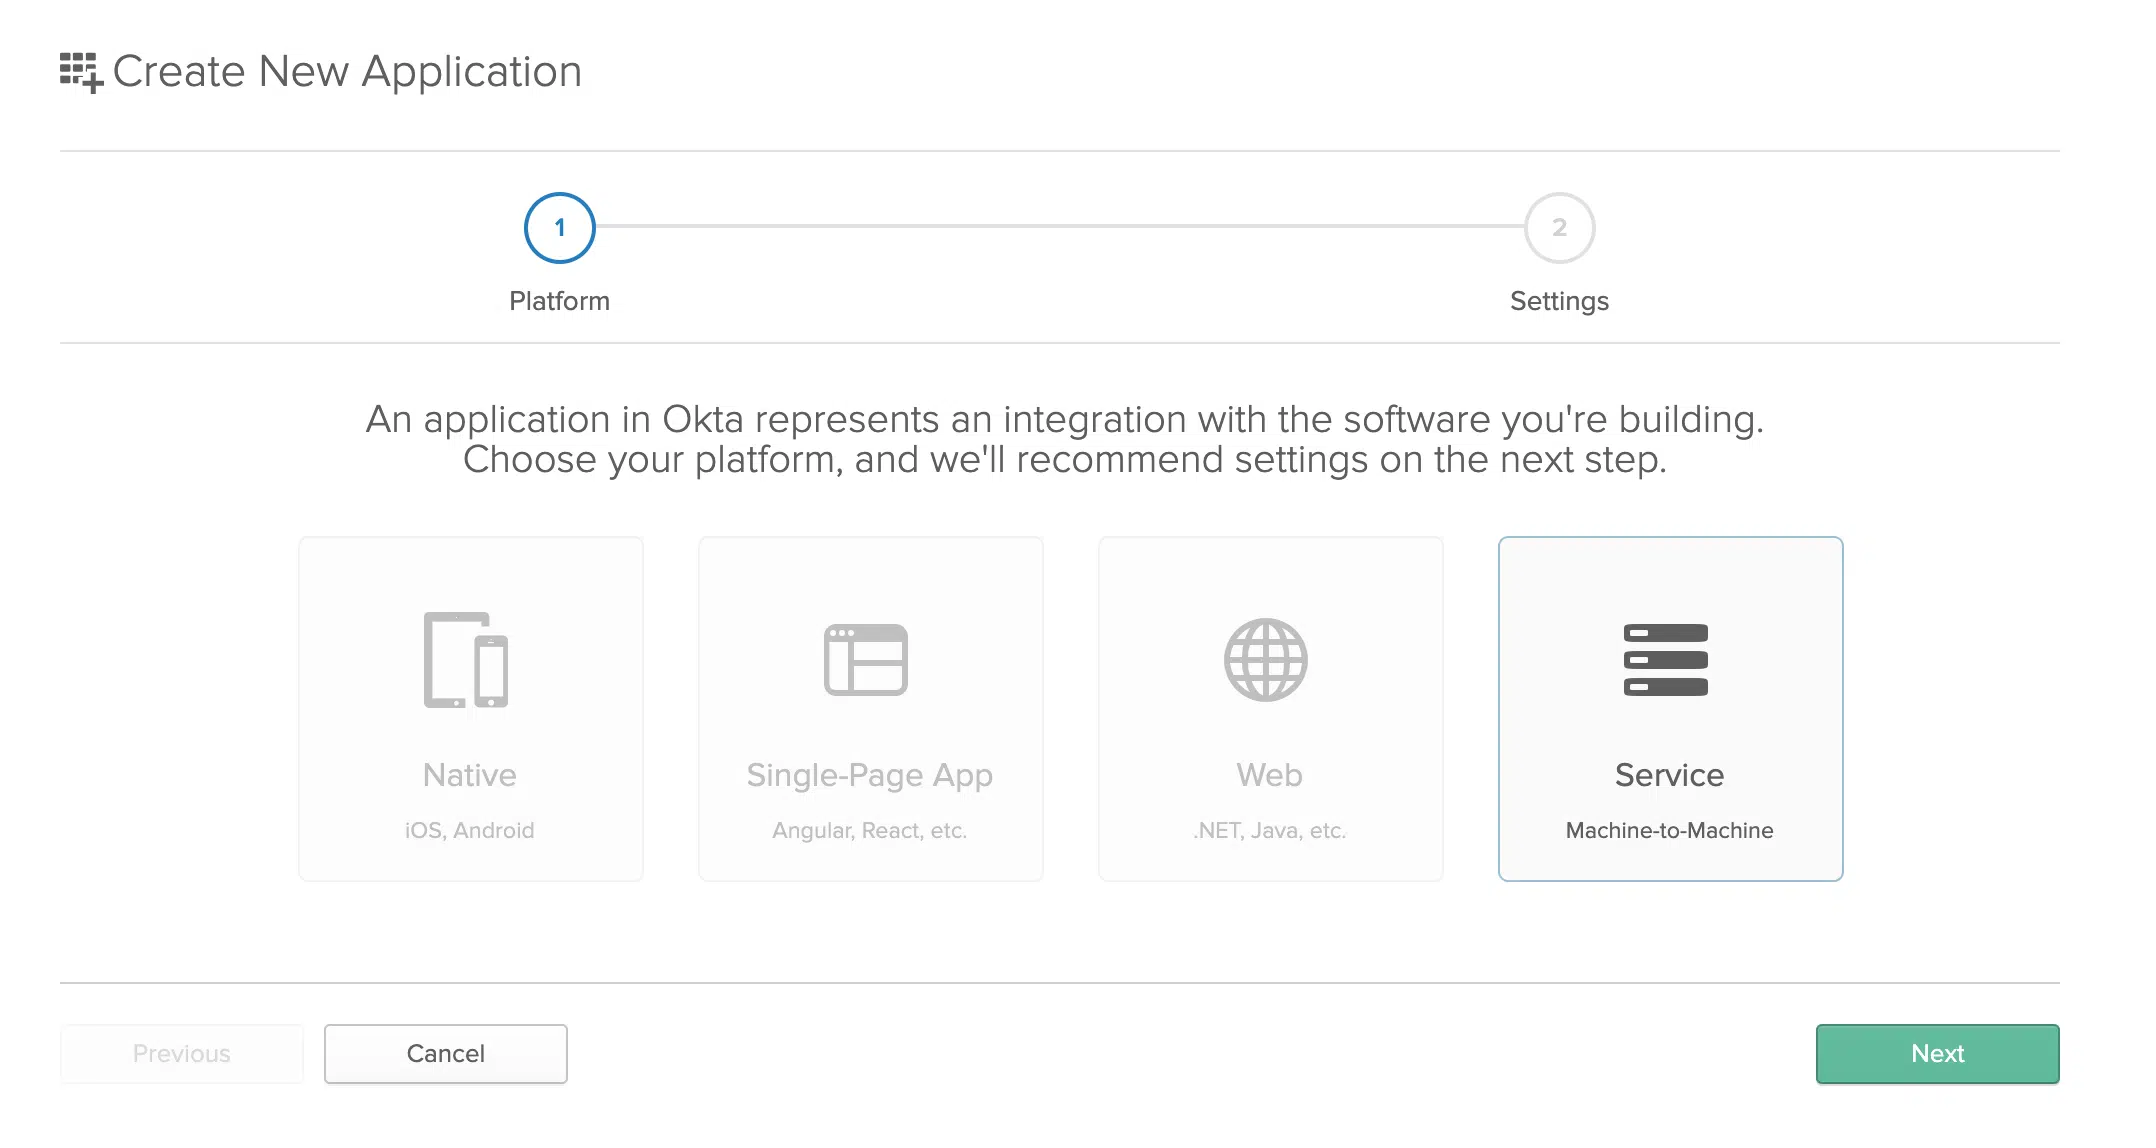 Create New Application
1
2
Platform
Settings
An application in Okta represents an integration with the software you're building.
Choose your platform, and we'll recommend settings on the next step.
Native
iOS, Android
Single-Page App
Angular, React, etc.
Web
.NET, Java, etc.
Service
Machine-to-Machine
Previous
Cancel
Next